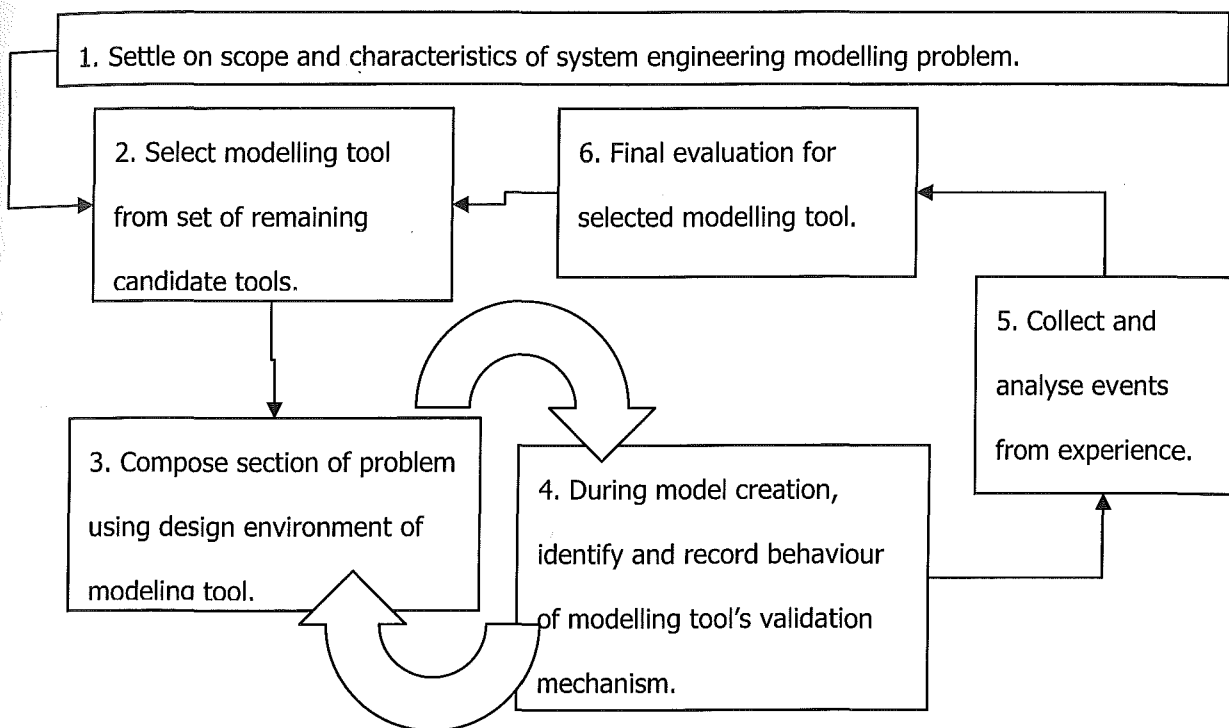 1. Settle on scope and characteristics of system engineering modelling problem.
2. Select modelling tool
from set of remaining
candidate tools.
6. Final evaluation for
selected modelling tool.
3. Compose section of problem
using design environment of
modeling tool.
4. During model creation,
identify and record behaviour
of modelling tool's validation
mechanism.
5. Collect and
analyse events
from experience.